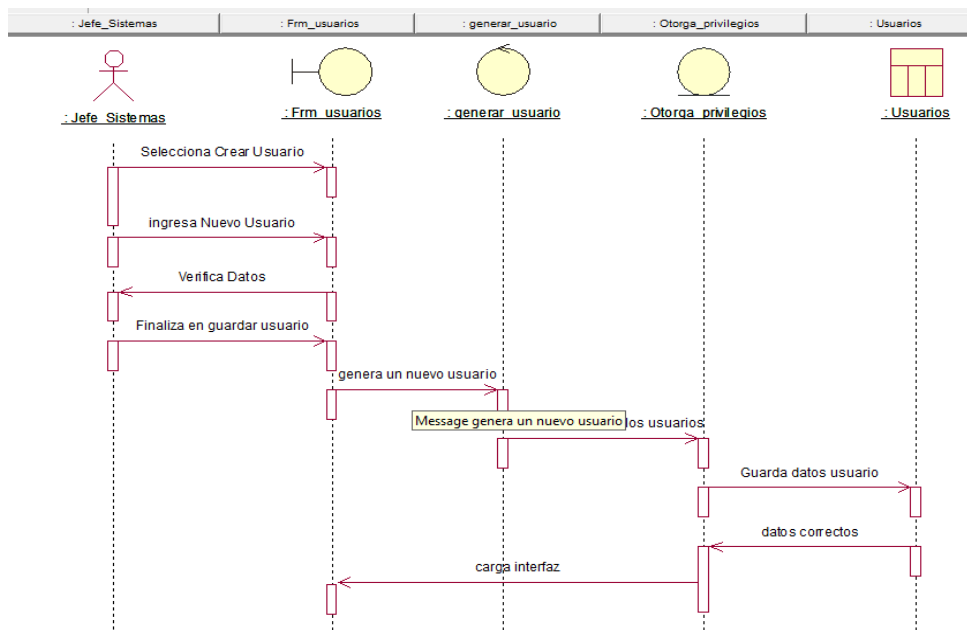 : Jefe_Sistemas
: Frm_usuarios
: generar_usuario
: Otorga_privilegios
: Usuarios
: Jefe_Sistemas
: Frm_usuarios
: generar_usuario
: Otorga_privilegios
: Usuarios
Selecciona Crear Usuario
ingresa Nuevo Usuario
Verifica Datos
Finaliza en guardar usuario
genera un nuevo usuario
Message genera un nuevo usuario
los usuarios
Guarda datos usuario
datos correctos
carga interfaz